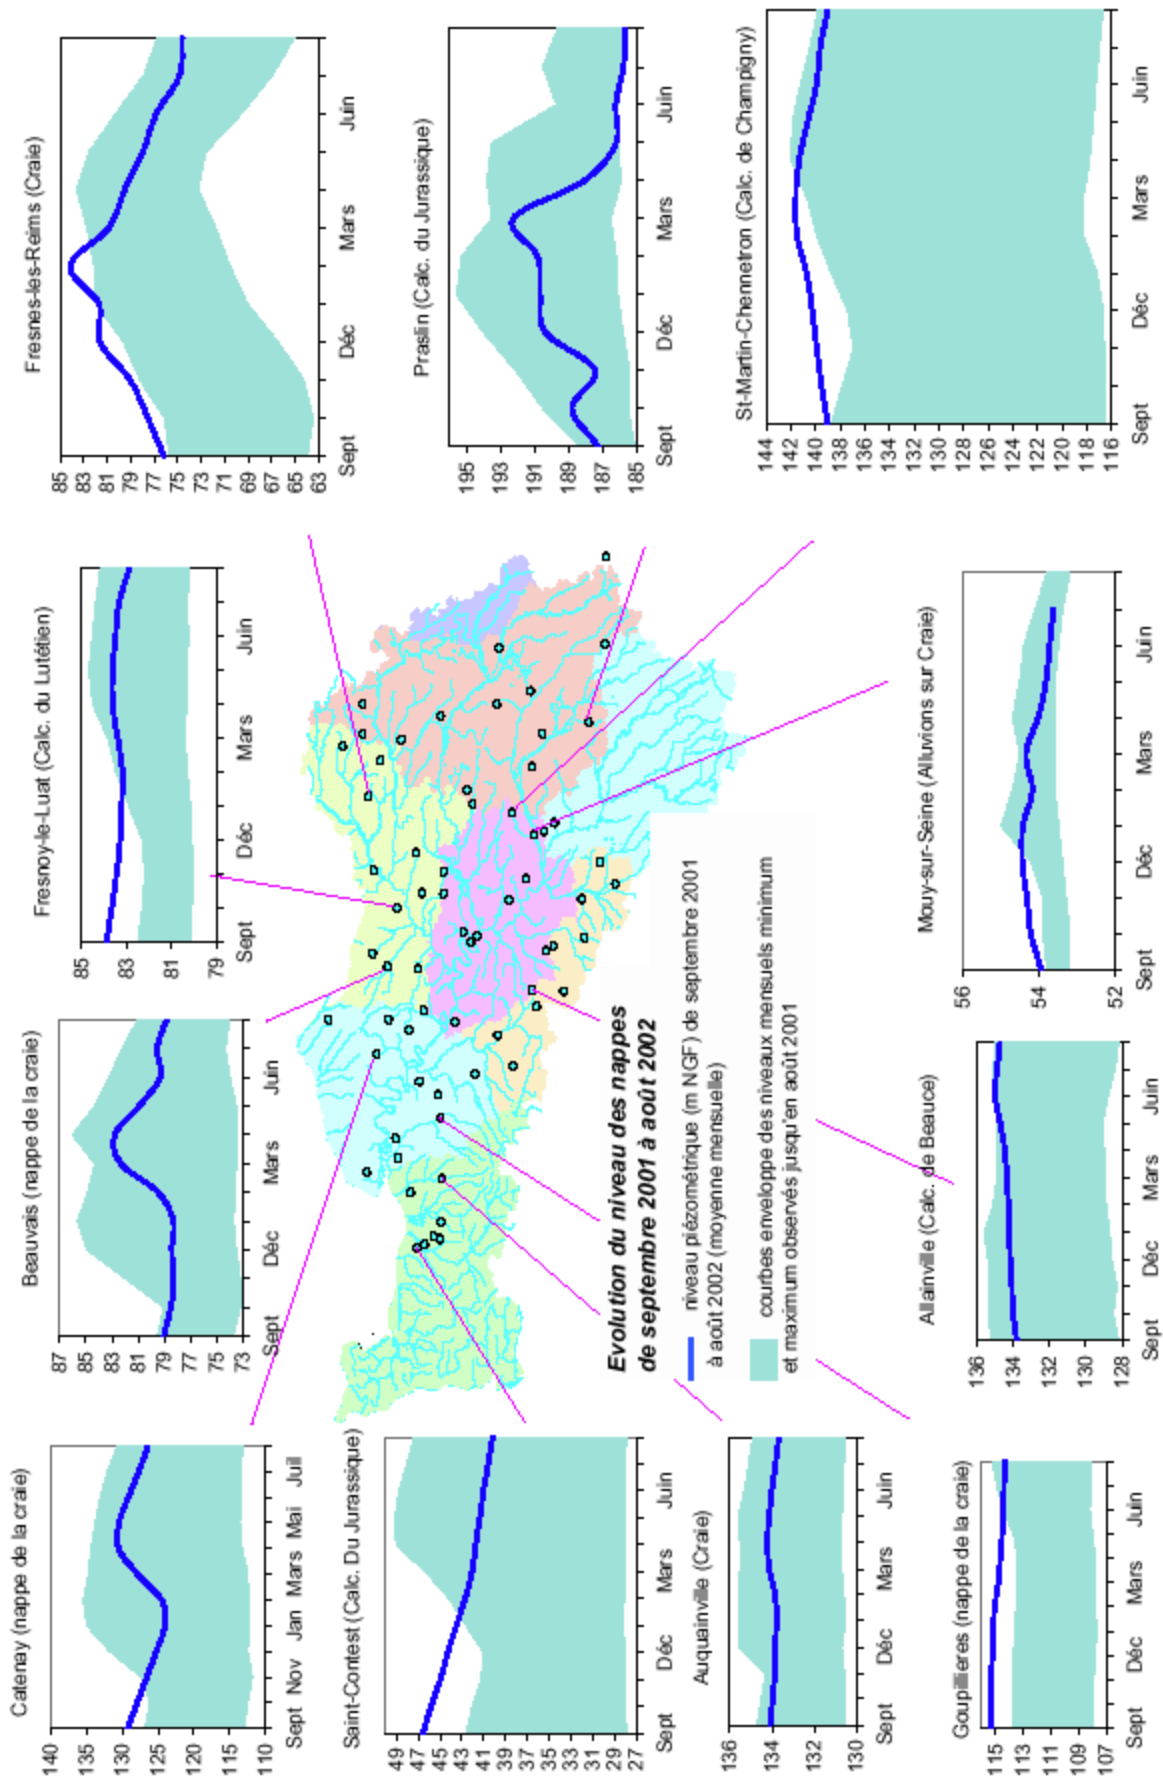 Catenay (nappe de la craie)
140
130
125
120
115
110
Sept Nov Jan Mars Mai Juil
Beauvais (nappe de la craie)
87
85
83
81
79
77
75
73
Sept Déc Mars Juin
Fresnoy-le-Luat (Calc. du Lutétien)
85
83
81
79
Sept Déc Mars Juin
Fresnes-les-Reims (Craie)
85
83
81
79
77
75
73
71
67
65
63
Sept Déc Mars Juin
Saint-Contest (Calc. Du Jurassique)
49
47
45
43
41
39
37
35
33
31
29
27
Sept Déc Mars Juin
Praslin (Calc. du Jurassique)
195
193
191
189
187
185
Sept Déc Mars Juin
Evolution du niveau des nappes
de septembre 2001 à août 2002
niveau piézométrique (m NGF) de septembre 2001
à août 2002 (moyenne mensuelle)
courbes enveloppe des niveaux mensuels minimum
et maximum observés jusqu'en août 2001
Auquainville (Craie)
136
134
132
130
Sept Déc Mars Juin
St-Martin-Chennetron (Calc. de Champigny)
144
142
140
138
136
134
132
130
128
126
124
122
120
118
116
Sept Déc Mars Juin
Goupillieres (nappe de la craie)
115
113
111
109
107
Sept Déc Mars Juin
Allainville (Calc. de Beauce)
136
134
132
130
128
Sept Déc Mars Juin
Mouy-sur-Seine (Alluvions sur Craie)
56
54
52
Sept Déc Mars Juin